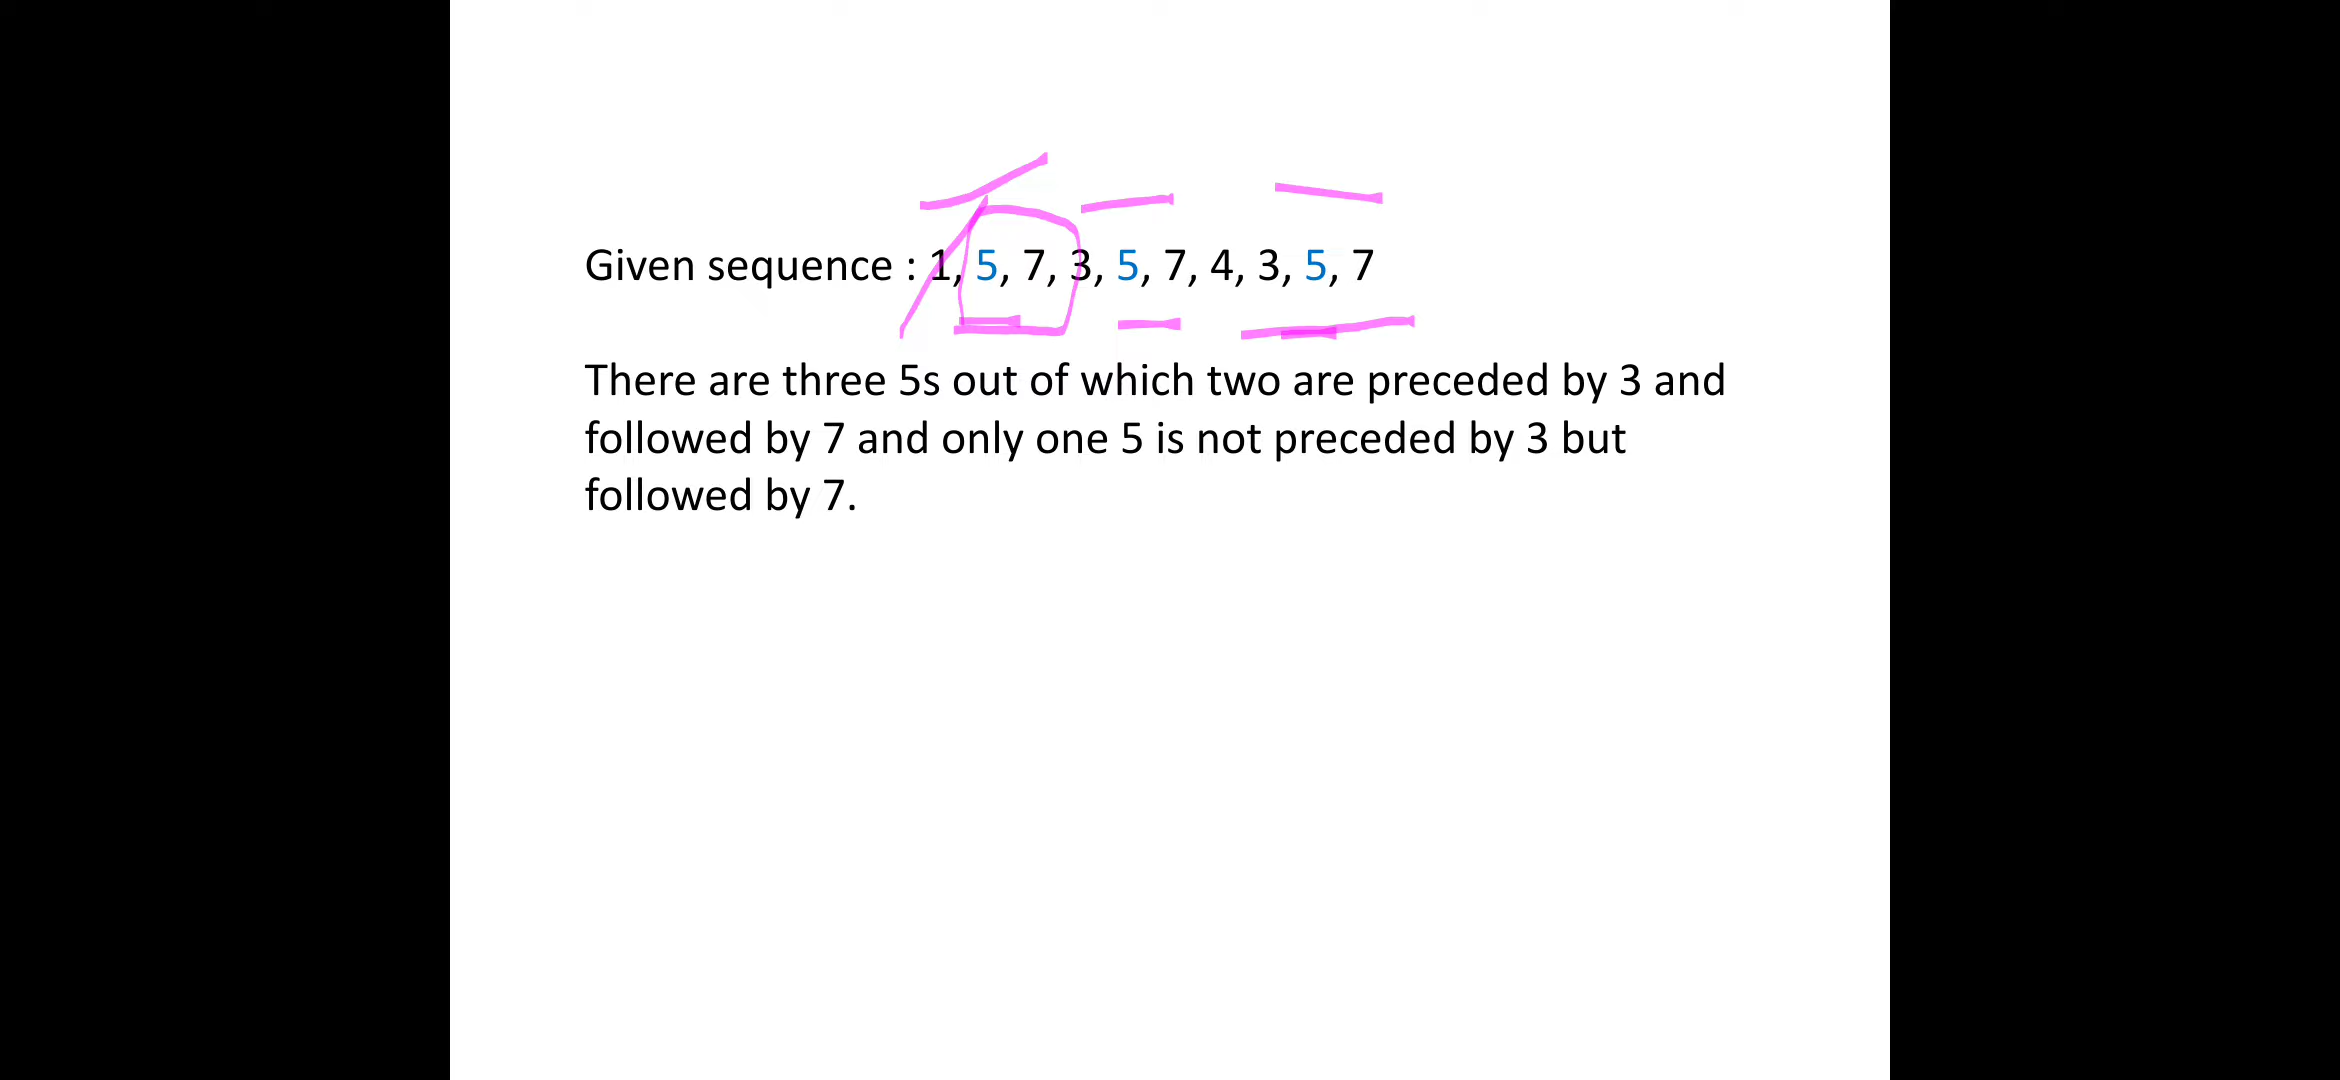 Given sequence : 1, 5, 7, 3, 5, 7, 4, 3, 5, 7
There are three 5s out of which two are preceded by 3 and
followed by 7 and only one 5 is not preceded by 3 but
followed by 7.